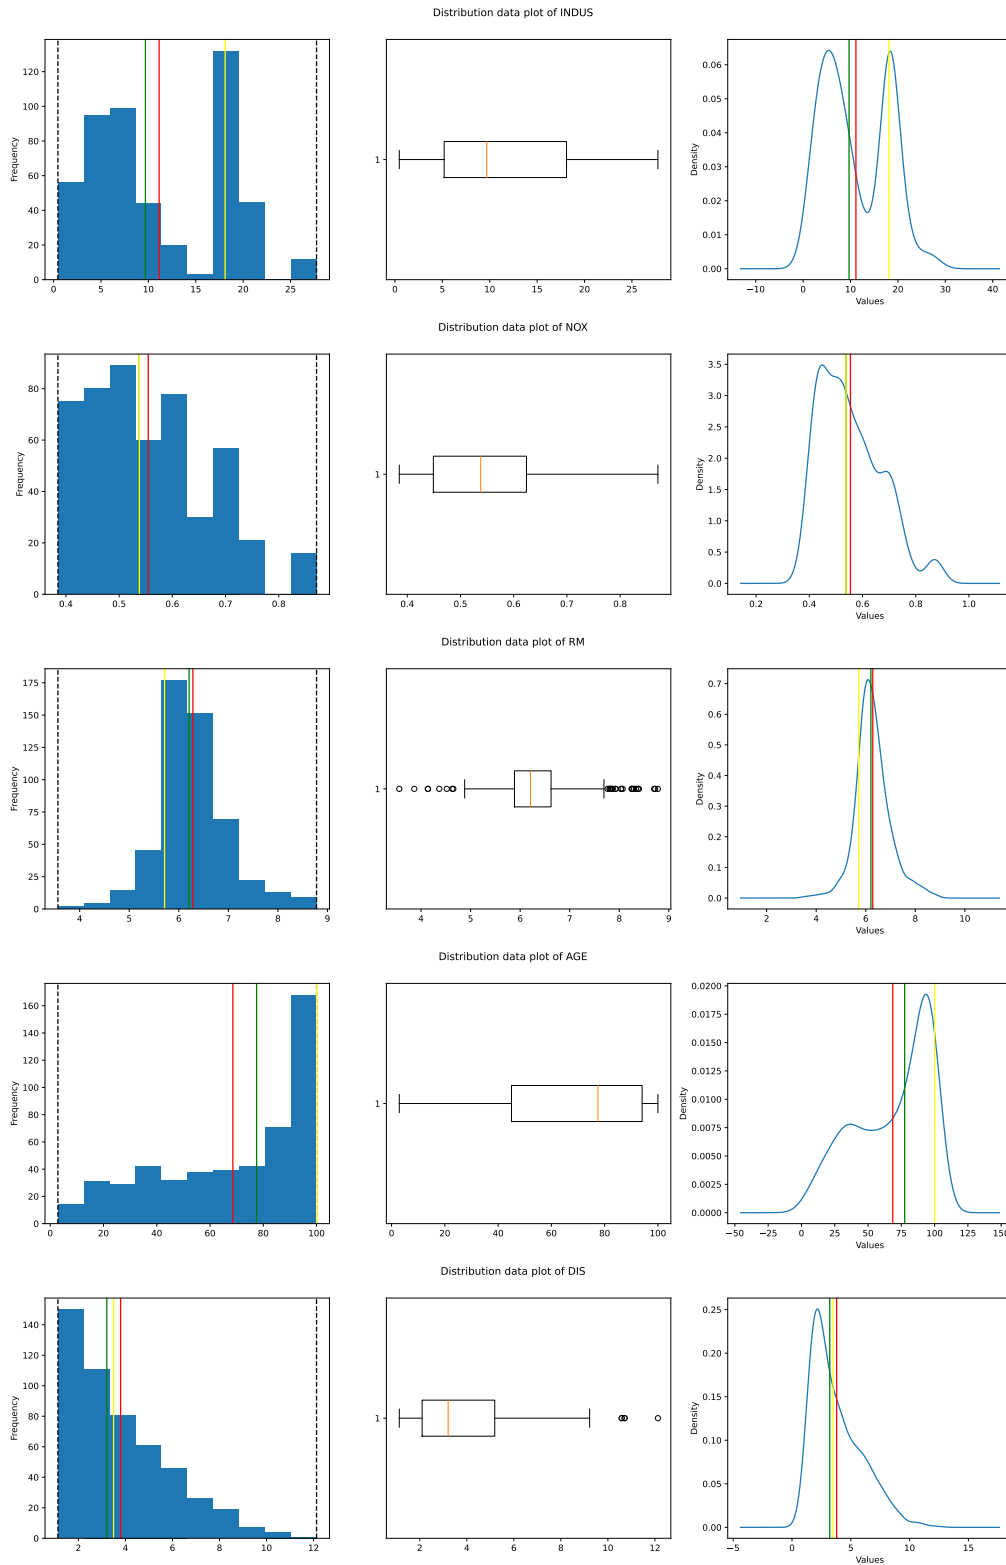 Distribution data plot of INDUS
Frequency
0 20 40 60 80 100 120
0 5 10 15 20 25
1
0 5 10 15 20 25
Density
0.00 0.01 0.02 0.03 0.04 0.05 0.06
−10 0 10 20 30 40
Values
Distribution data plot of NOX
Frequency
0 20 40 60 80
0.4 0.5 0.6 0.7 0.8
1
0.4 0.5 0.6 0.7 0.8
Density
0.0 0.5 1.0 1.5 2.0 2.5 3.0 3.5
0.2 0.4 0.6 0.8 1.0
Values
Distribution data plot of RM
Frequency
0 25 50 75 100 125 150 175
4 5 6 7 8 9
1
4 5 6 7 8 9
Density
0.0 0.1 0.2 0.3 0.4 0.5 0.6 0.7
2 4 6 8 10
Values
Distribution data plot of AGE
Frequency
0 20 40 60 80 100 120 140 160
0 20 40 60 80 100
1
0 20 40 60 80 100
Density
0.0000 0.0025 0.0050 0.0075 0.0100 0.0125 0.0150 0.0175 0.0200
−50 −25 0 25 50 75 100 125 150
Values
Distribution data plot of DIS
Frequency
0 20 40 60 80 100 120 140
2 4 6 8 10 12
1
2 4 6 8 10 12
Density
0.00 0.05 0.10 0.15 0.20 0.25
−5 0 5 10 15
Values